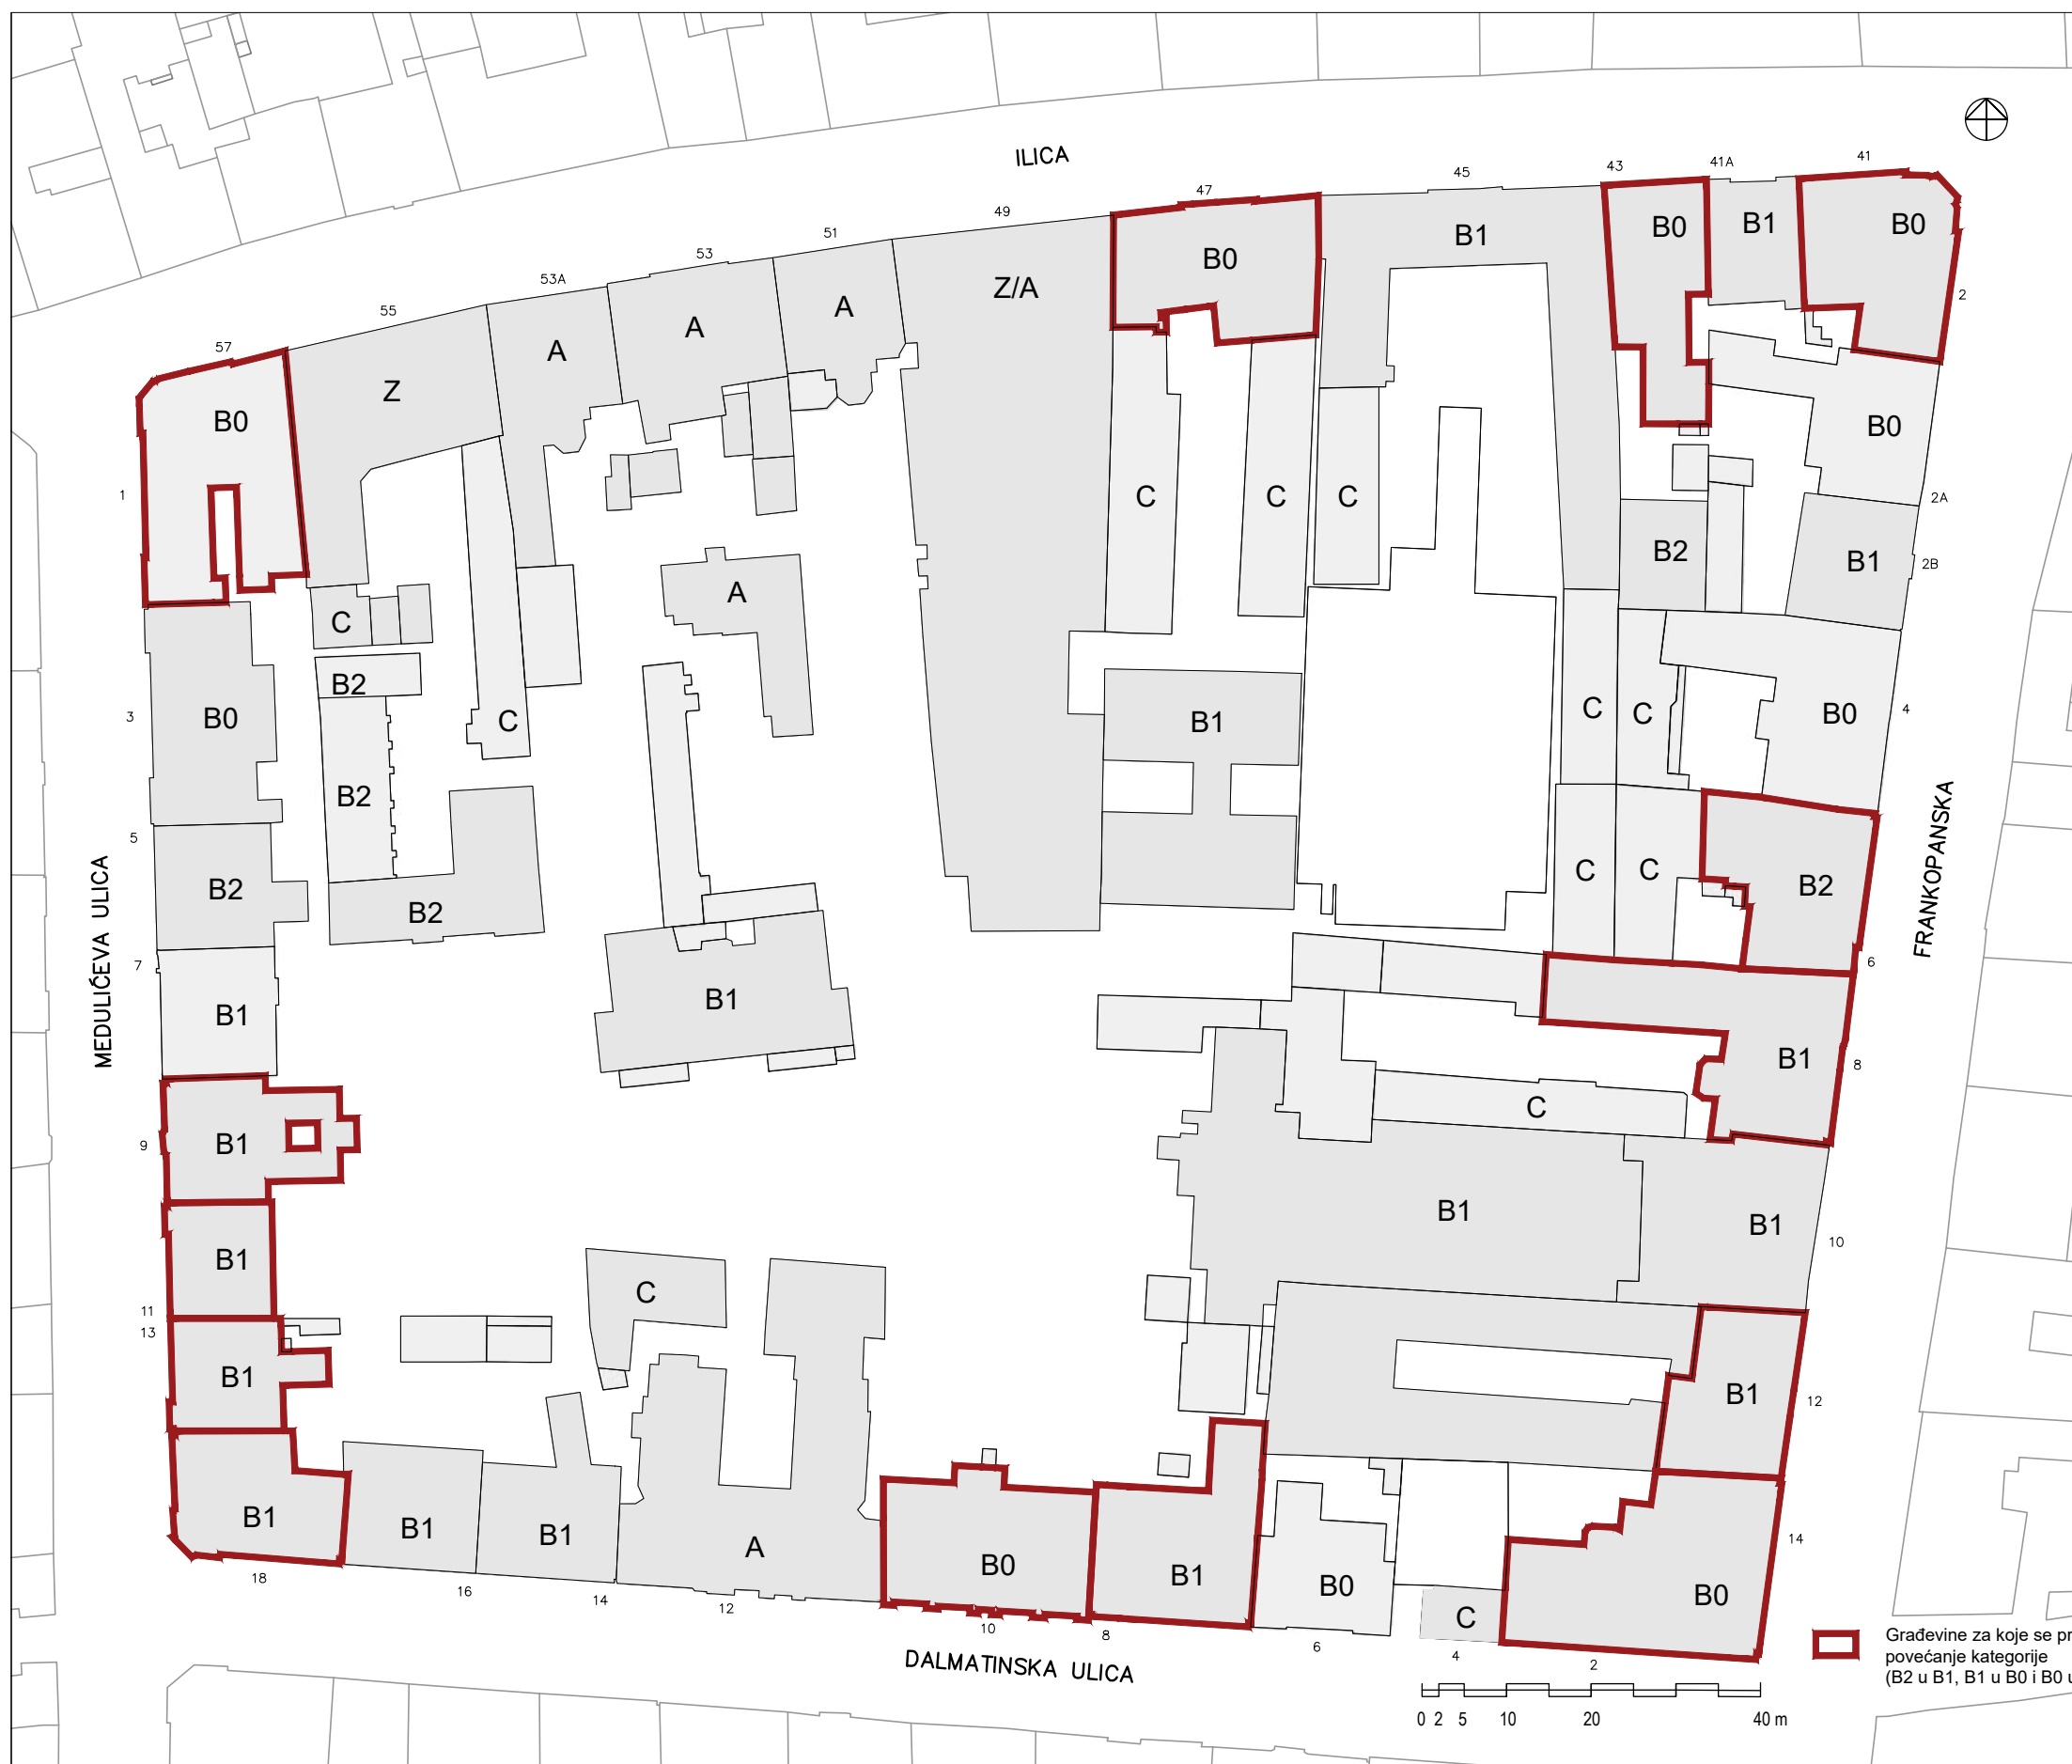 ILICA
41
41A
43
45
47
49
51
53
53A
55
57
B0
B1
B0
B1
B0
Z/A
A
A
A
Z
B0
2
B0
2A
B1
2B
B2
C
C
C
1
C
B2
A
C
B0
3
B2
B1
C
C
B0
4
5
B2
B2
C
C
B2
6
MEDULIĆEVA ULICA
FRANKOPANSKA
7
B1
B1
B1
8
C
9
B1
B1
B1
10
B1
11
13
C
B1
B1
12
B1
B1
B1
A
B0
B1
B0
C
B0
14
18
16
14
12
10
8
6
4
2
DALMATINSKA ULICA
Građevine za koje se pr
povećanje kategorije
(B2 u B1, B1 u B0 i B0 u
0 2 5 10 20 40 m